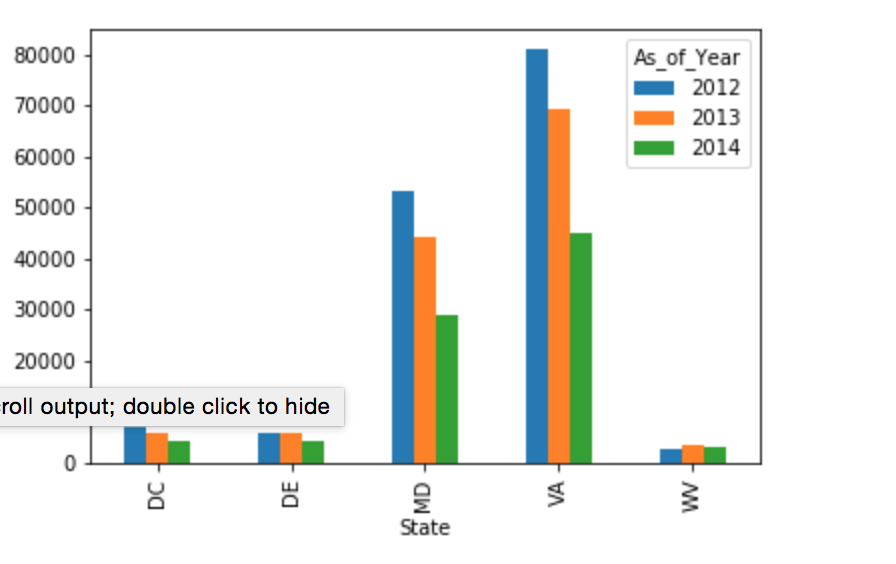 80000
70000
60000
50000
40000
30000
20000
0
As_of_Year
2012
2013
2014
roll output; double click to hide
DC
DE
MD
VA
WV
State